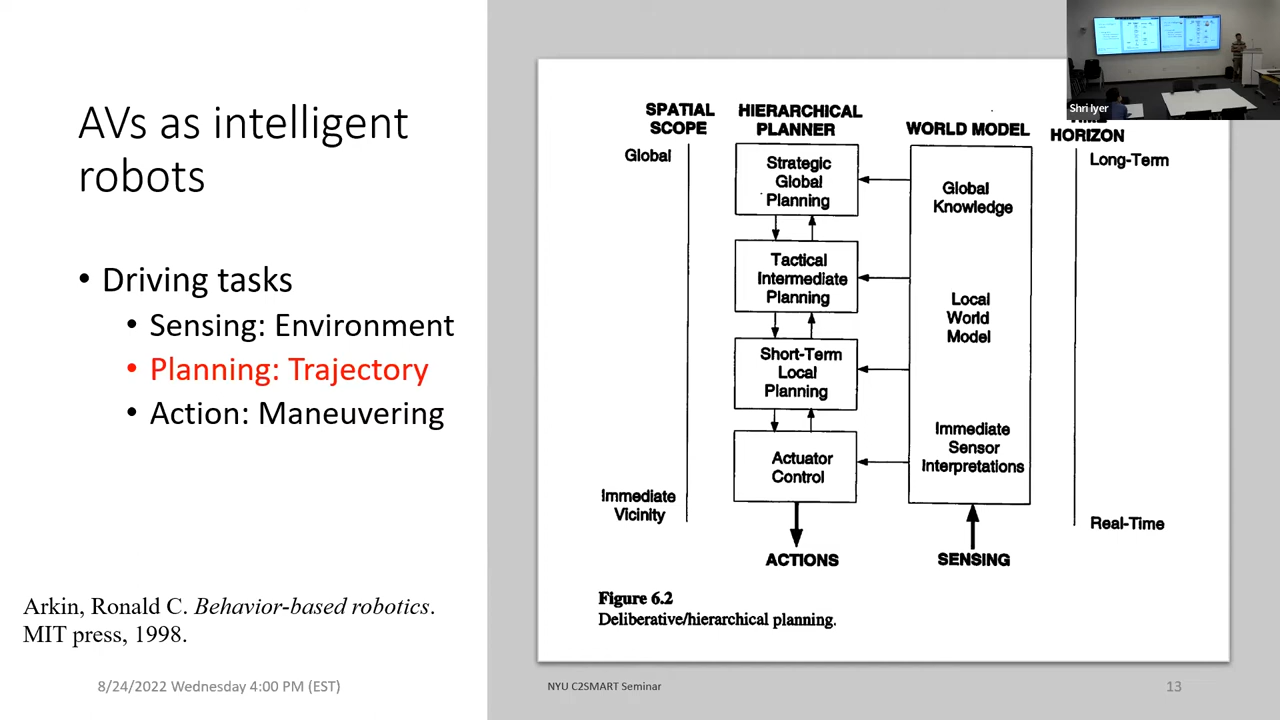 AVs as intelligent
robots
• Driving tasks
• Sensing: Environment
• Planning: Trajectory
• Action: Maneuvering
Arkin, Ronald C. Behavior-based robotics.
MIT press, 1998.
8/24/2022 Wednesday 4:00 PM (EST)
NYU C2SMART Seminar
13
Shri Iyer
SPATIAL
SCOPE
HIERARCHICAL
PLANNER
WORLD MODEL
HORIZON
Global
Long-Term
Strategic
Global
Planning
Global
Knowledge
Tactical
Intermediate
Planning
Local
World
Model
Short-Term
Local
Planning
Immediate
Sensor
Interpretations
Actuator
Control
Immediate
Vicinity
Real-Time
ACTIONS
SENSING
Figure 6.2
Deliberative/hierarchical planning.